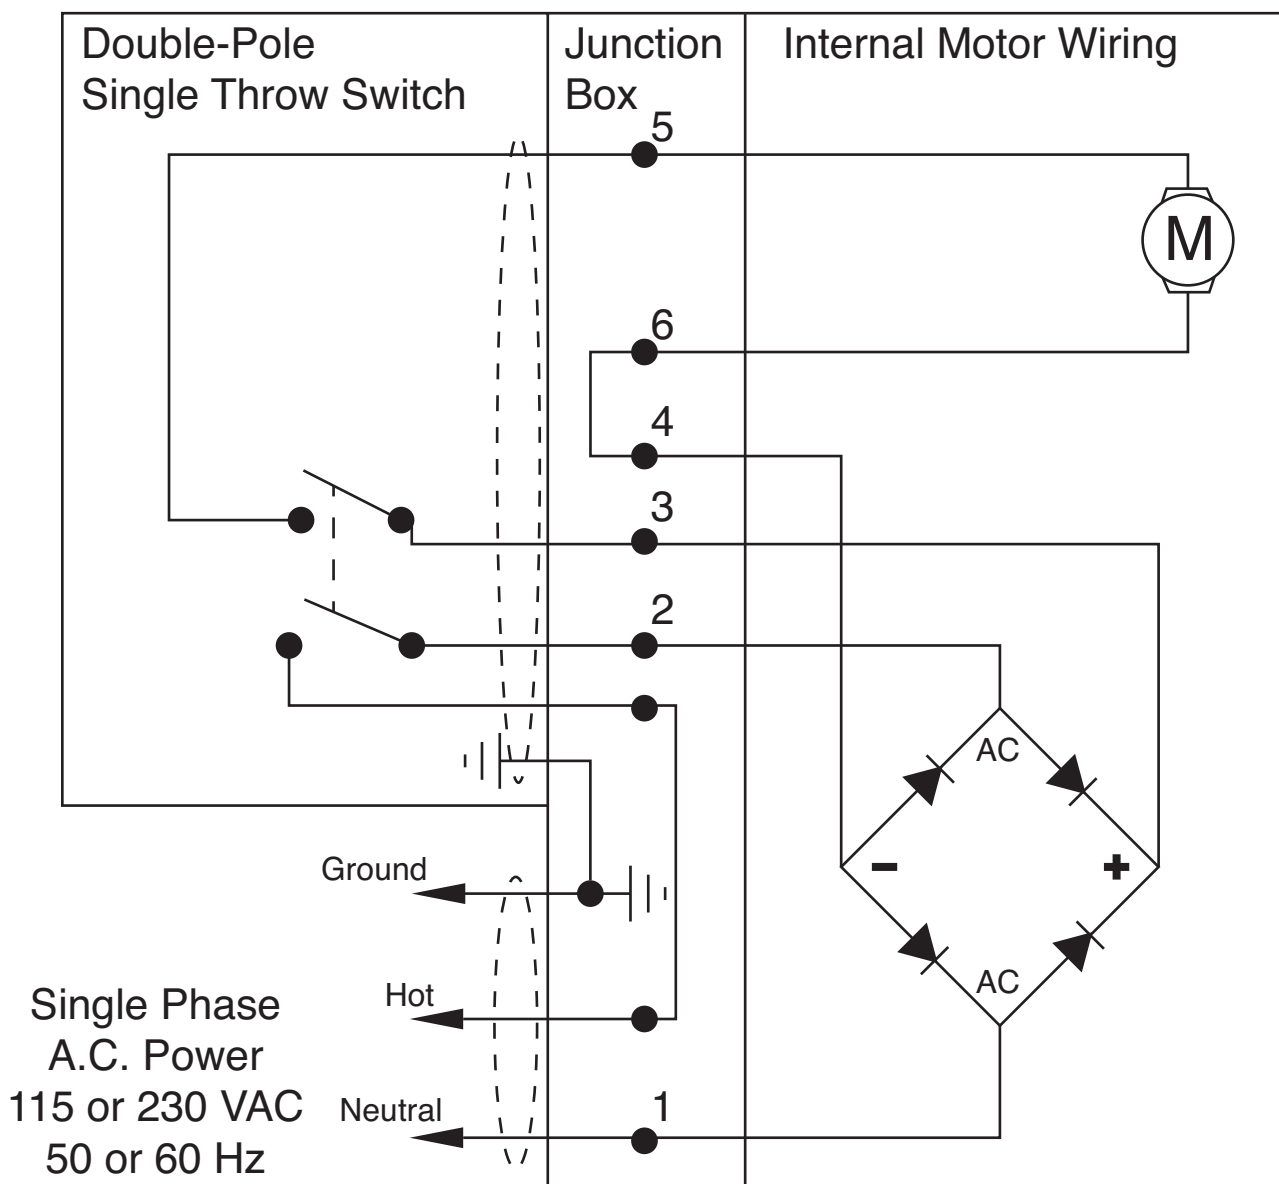 Double-Pole
Single Throw Switch
Junction
Box
Internal Motor Wiring
5
M
6
4
3
2
AC
Ground
− +
Hot
AC
Single Phase
A.C. Power
115 or 230 VAC
50 or 60 Hz
Neutral
1